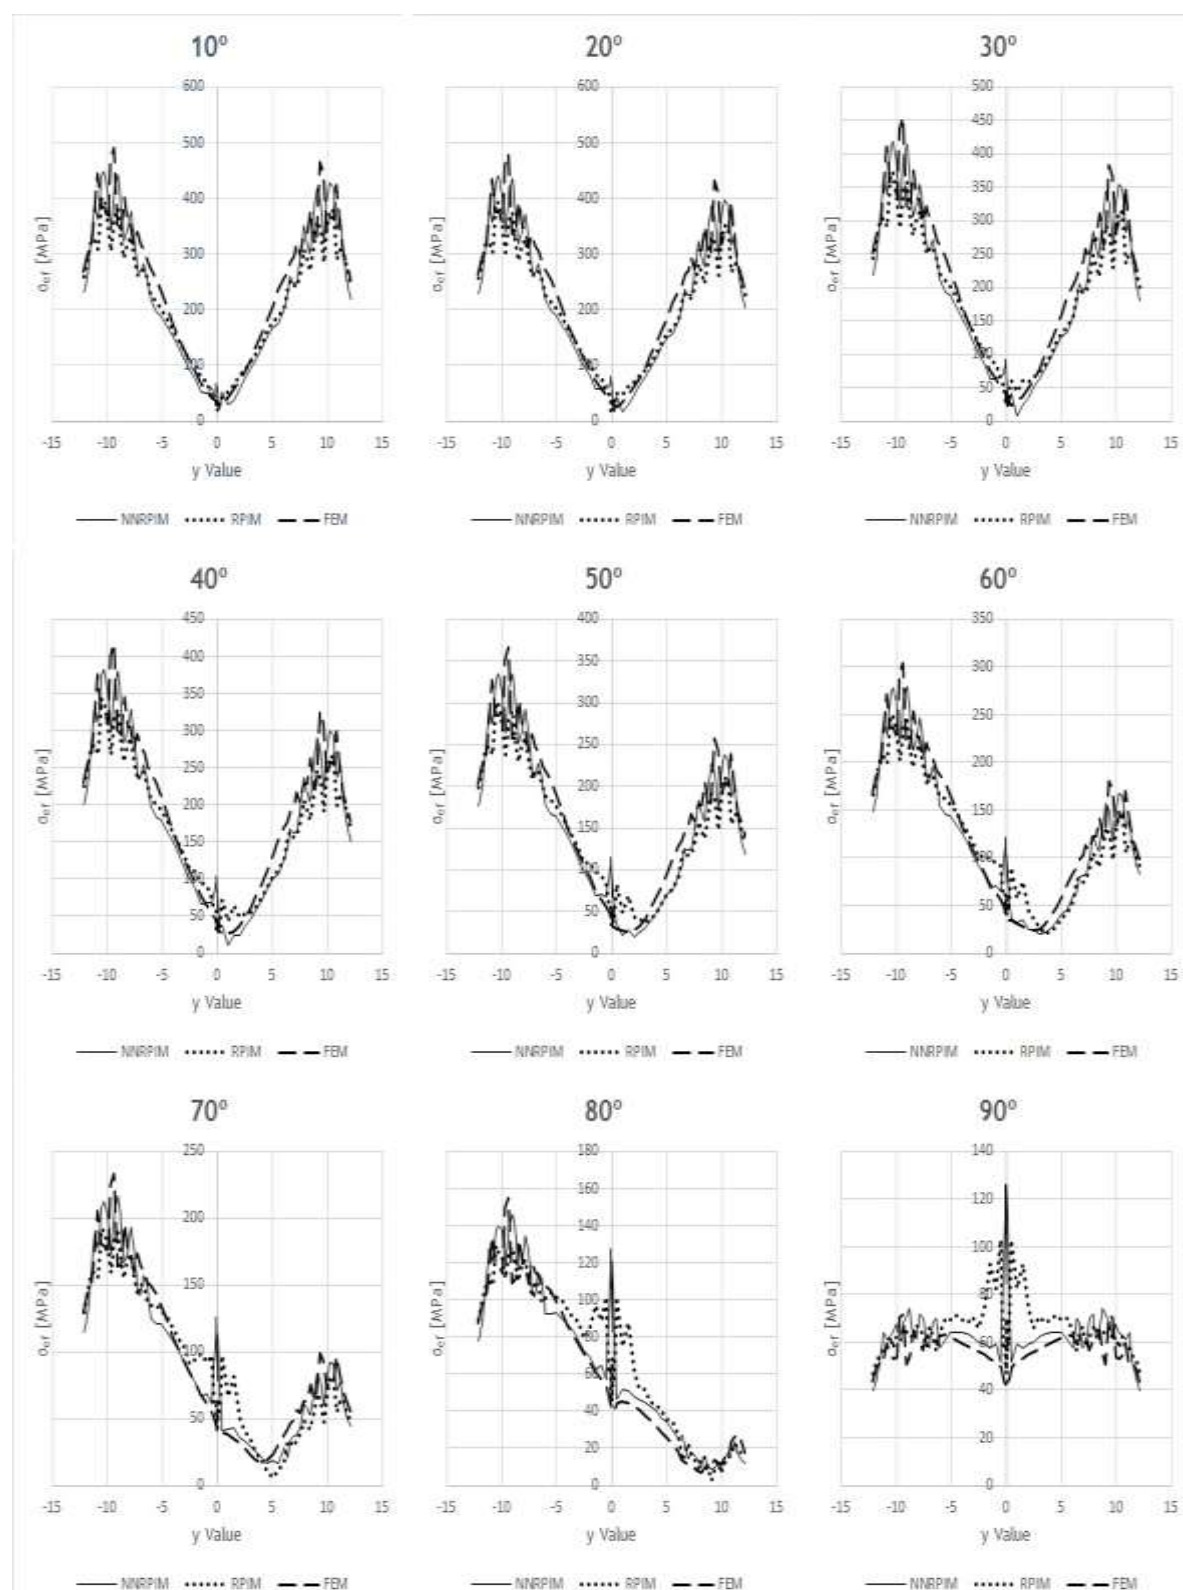 10º
600
500
400
300
200
100
0
σef [MPa]
-15 -10 -5 0 5 10 15
y Value
NNRPIM RPIM FEM
20º
600
500
400
300
200
100
0
σef [MPa]
-15 -10 -5 0 5 10 15
y Value
NNRPIM RPIM FEM
30º
500
450
400
350
300
250
200
150
100
50
0
σef [MPa]
-15 -10 -5 0 5 10 15
y Value
NNRPIM RPIM FEM
40º
450
400
350
300
250
200
150
100
50
0
σef [MPa]
-15 -10 -5 0 5 10 15
y Value
NNRPIM RPIM FEM
50º
400
350
300
250
200
150
100
50
0
σef [MPa]
-15 -10 -5 0 5 10 15
y Value
NNRPIM RPIM FEM
60º
350
300
250
200
150
100
50
0
σef [MPa]
-15 -10 -5 0 5 10 15
y Value
NNRPIM RPIM FEM
70º
250
200
150
100
50
0
σef [MPa]
-15 -10 -5 0 5 10 15
y Value
NNRPIM RPIM FEM
80º
180
160
140
120
100
80
60
40
20
0
σef [MPa]
-15 -10 -5 0 5 10 15
y Value
NNRPIM RPIM FEM
90º
140
120
100
80
60
40
20
0
σef [MPa]
-15 -10 -5 0 5 10 15
y Value
NNRPIM RPIM FEM